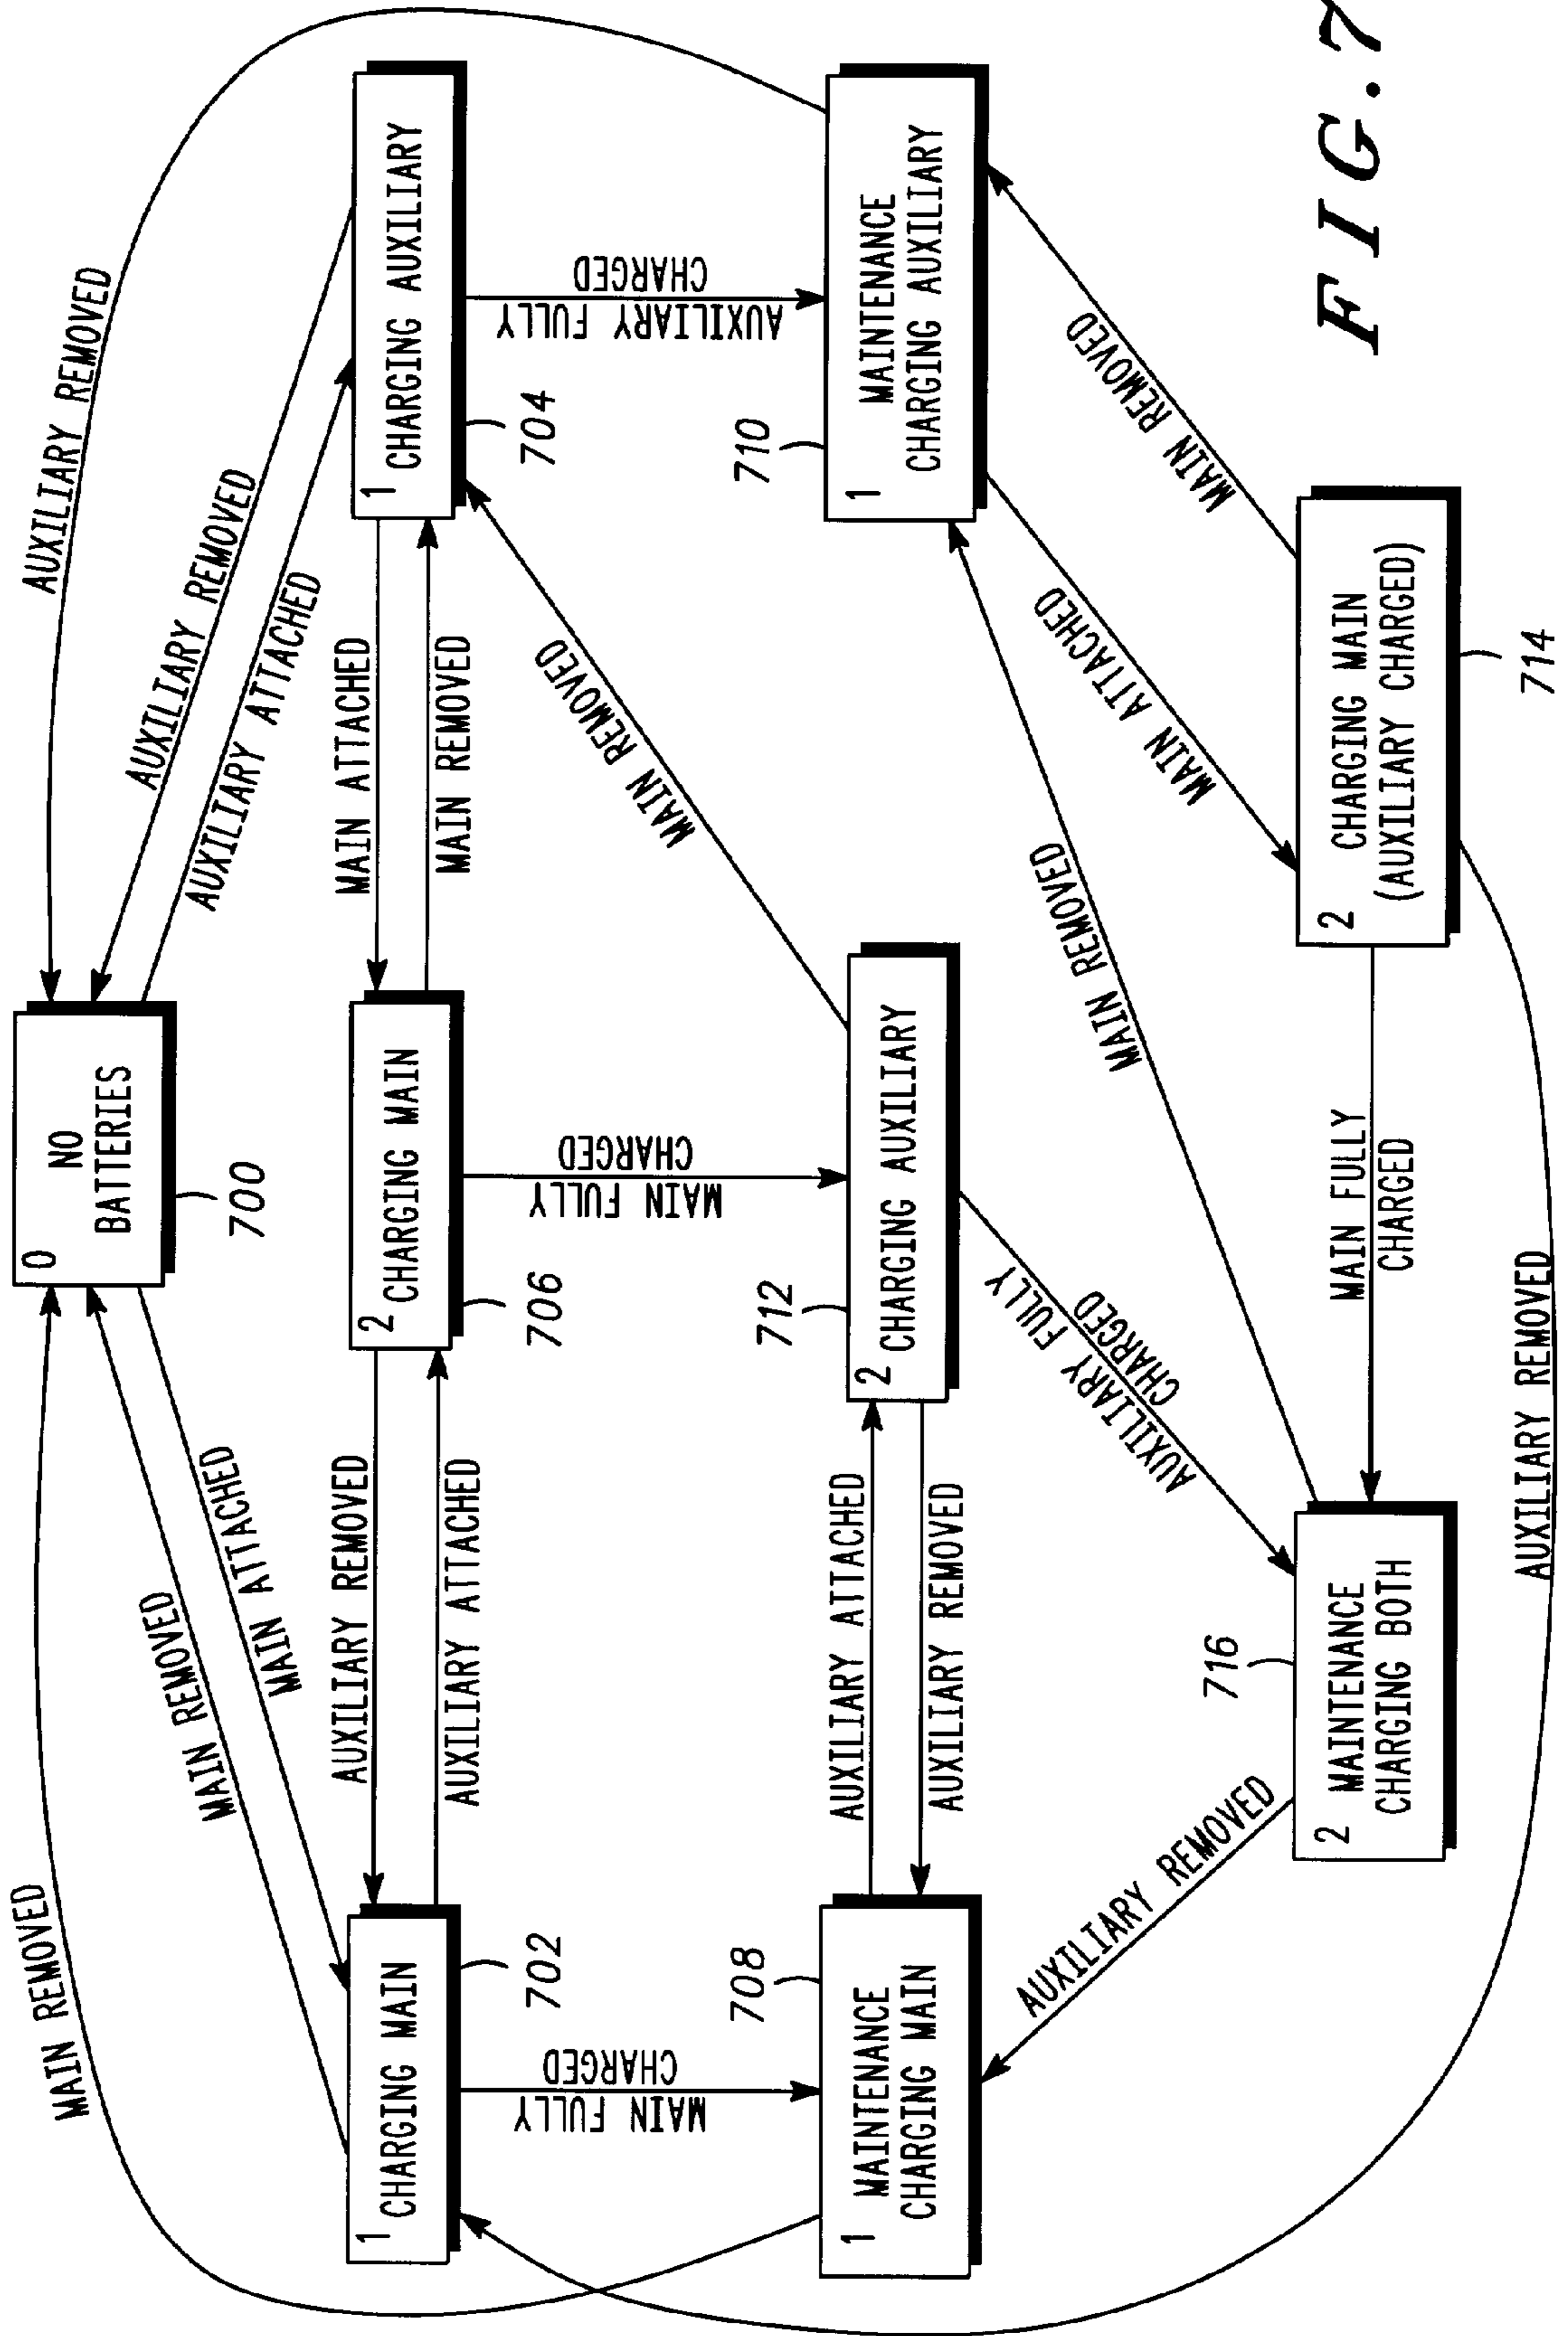 MAIN REMOVED
AUXILIARY REMOVED
0
NO
BATTERIES
700
MAIN REMOVED
MAIN ATTACHED
AUXILIARY REMOVED
AUXILIARY ATTACHED
1
CHARGING MAIN
702
AUXILIARY REMOVED
AUXILIARY ATTACHED
2
CHARGING MAIN
706
MAIN ATTACHED
MAIN REMOVED
1
CHARGING AUXILIARY
704
MAIN FULLY
CHARGED
MAIN FULLY
CHARGED
MAIN REMOVED
AUXILIARY FULLY
CHARGED
708
1
MAINTENANCE
CHARGING MAIN
AUXILIARY ATTACHED
AUXILIARY REMOVED
712
2
CHARGING AUXILIARY
710
1
MAINTENANCE
CHARGING AUXILIARY
AUXILIARY REMOVED
AUXILIARY FULLY
CHARGED
MAIN REMOVED
MAIN ATTACHED
MAIN REMOVED
716
2
MAINTENANCE
CHARGING BOTH
MAIN FULLY
CHARGED
2
CHARGING MAIN
(AUXILIARY CHARGED)
714
AUXILIARY REMOVED
FIG.7